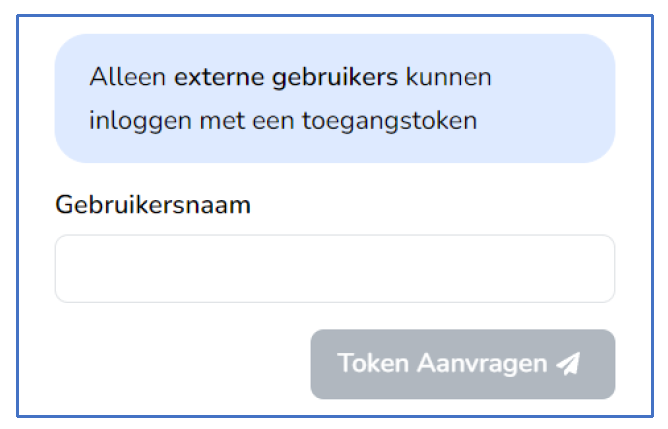 Alleen externe gebruikers kunnen
inloggen met een toegangstoken
Gebruikersnaam
Token Aanvragen